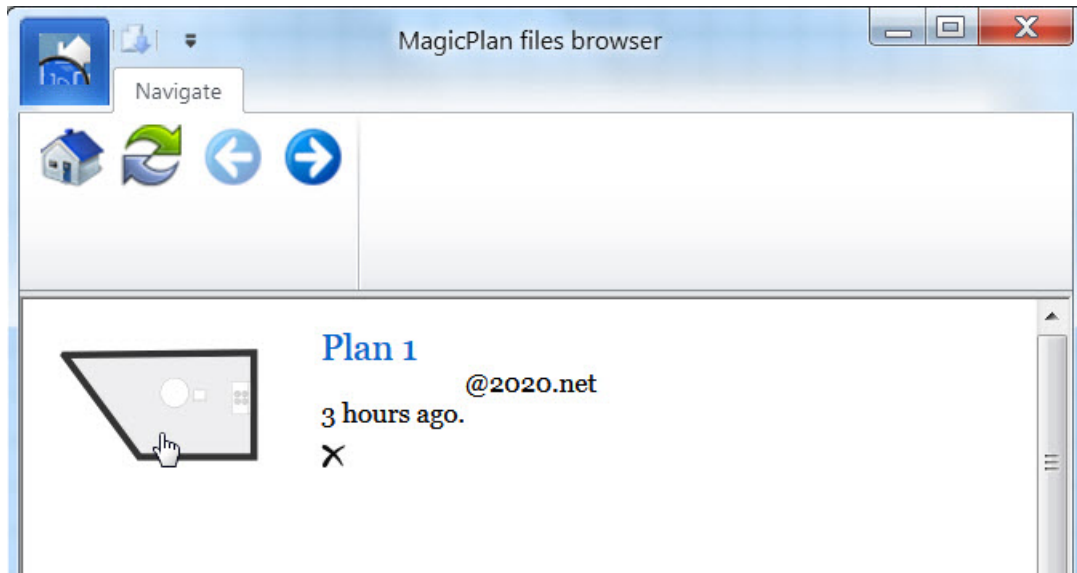 MagicPlan files browser
Navigate
Plan 1
@2020.net
3 hours ago.